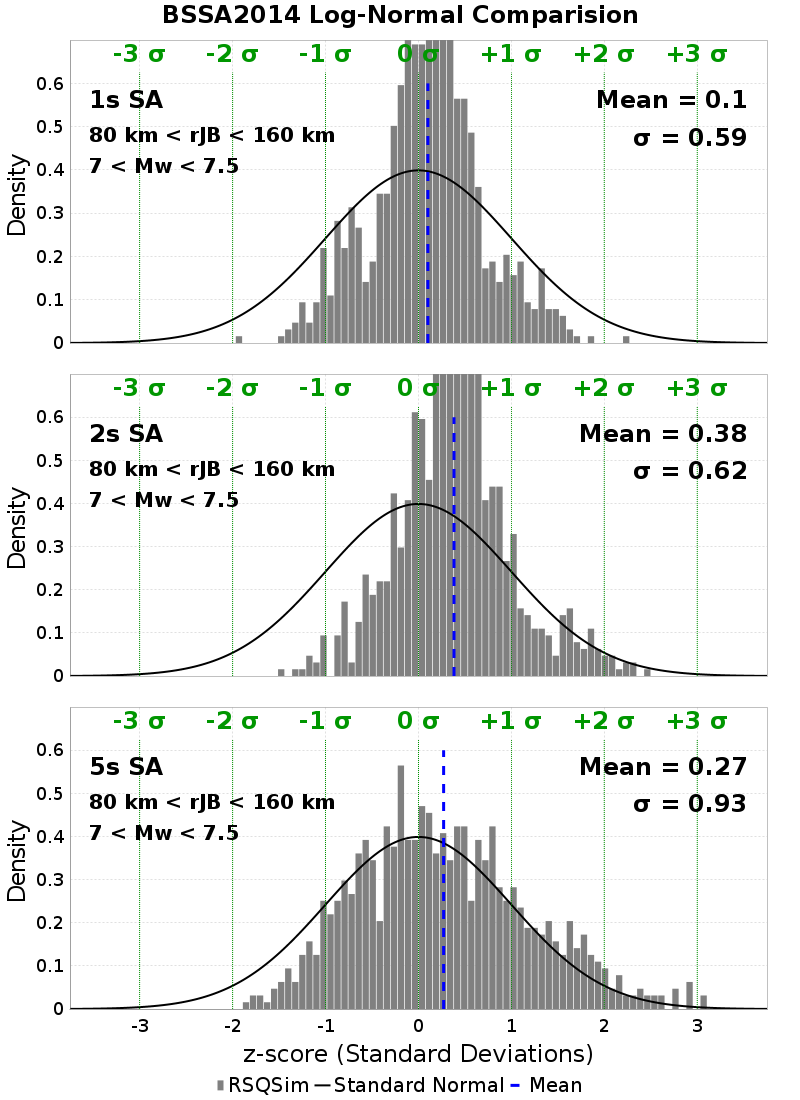 BSSA2014 Log-Normal Comparision
-3 σ -2 σ -1 σ 0 σ +1 σ +2 σ +3 σ
1s SA
80 km < rJB < 160 km
7 < Mw < 7.5
Mean = 0.1
σ = 0.59
Density
0.6
0.5
0.4
0.3
0.2
0.1
0
-3 σ -2 σ -1 σ 0 σ +1 σ +2 σ +3 σ
2s SA
80 km < rJB < 160 km
7 < Mw < 7.5
Mean = 0.38
σ = 0.62
Density
0.6
0.5
0.4
0.3
0.2
0.1
0
-3 σ -2 σ -1 σ 0 σ +1 σ +2 σ +3 σ
5s SA
80 km < rJB < 160 km
7 < Mw < 7.5
Mean = 0.27
σ = 0.93
Density
0.6
0.5
0.4
0.3
0.2
0.1
0
-3 -2 -1 0 1 2 3
z-score (Standard Deviations)
RSQSim Standard Normal Mean